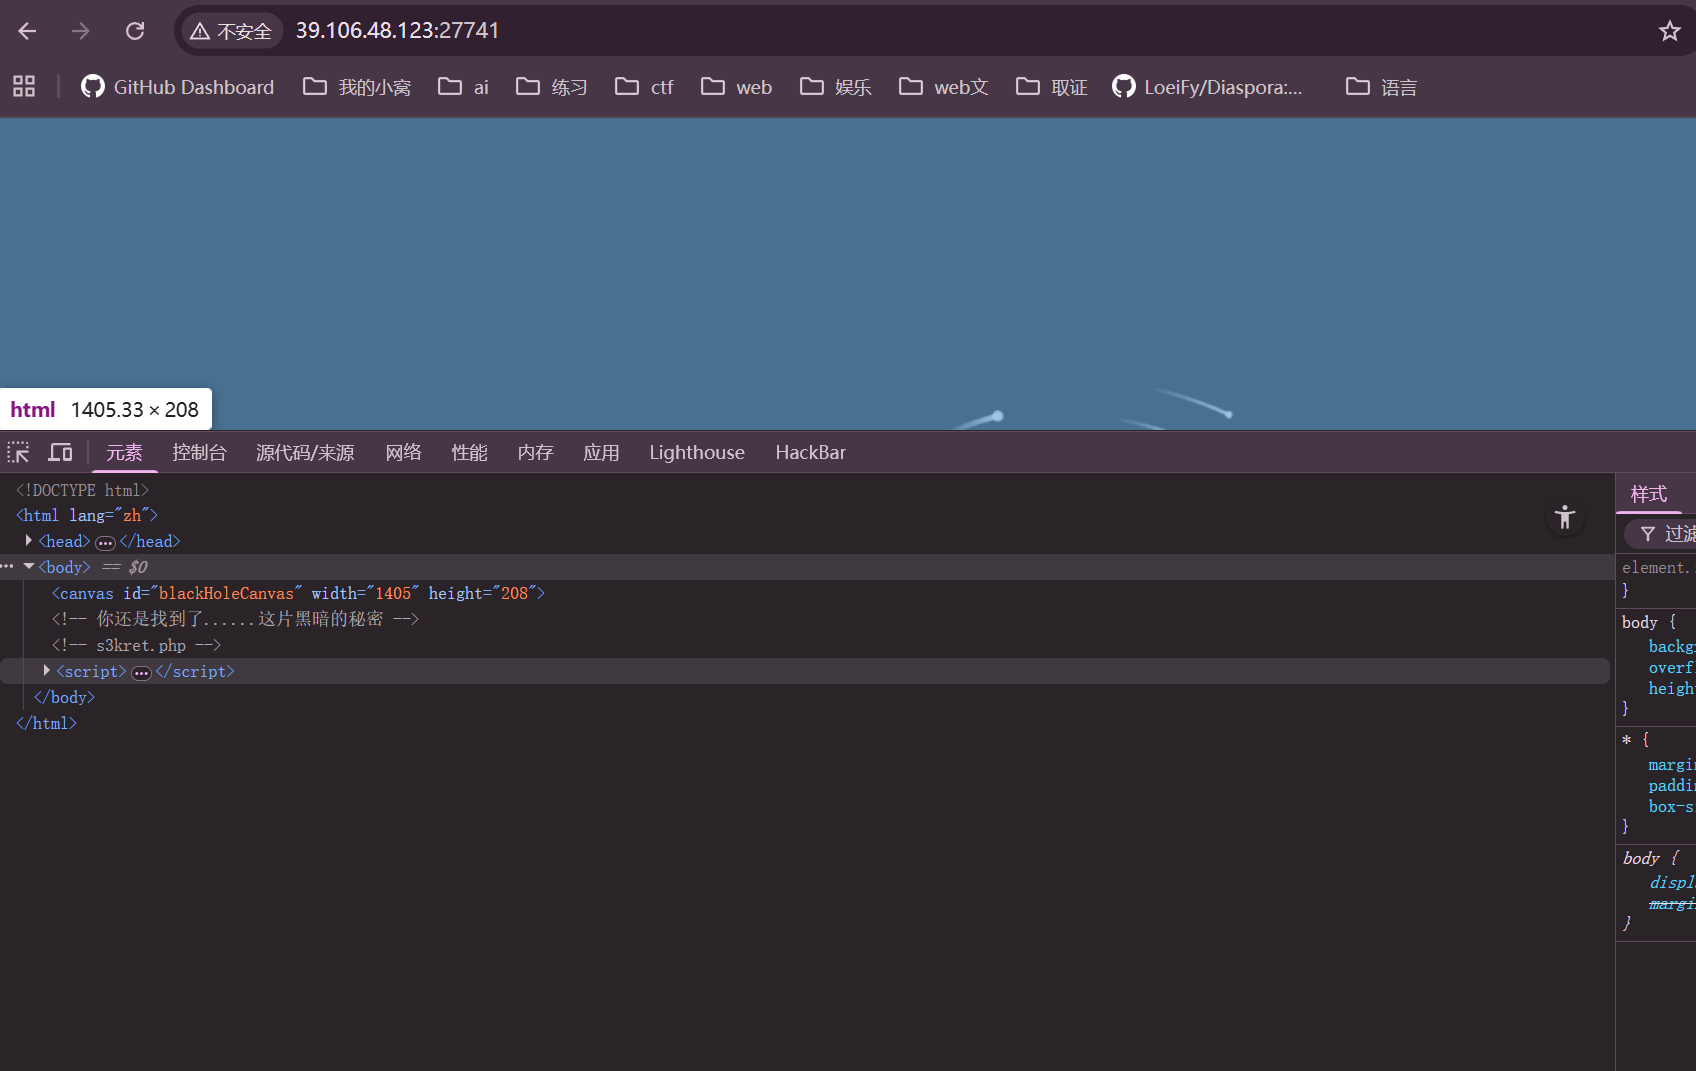 不安全 39.106.48.123:27741
GitHub Dashboard 我的小窝 ai 练习 ctf web 娱乐 web文 取证 LoeiFy/Diaspora:... 语言
html 1405.33 × 208
元素 控制台 源代码/来源 网络 性能 内存 应用 Lighthouse HackBar
<!DOCTYPE html>
<html lang="zh">
<head> ... </head>
<body> == $0
<canvas id="blackHoleCanvas" width="1405" height="208">
<!-- 你还是找到了......这片黑暗的秘密 -->
<!-- s3kret.php -->
<script> ... </script>
</body>
</html>
样式
过滤
element.
}
body {
backg
overf
heigh
}
* {
margi
paddi
box-s
}
body {
displ
margi
}